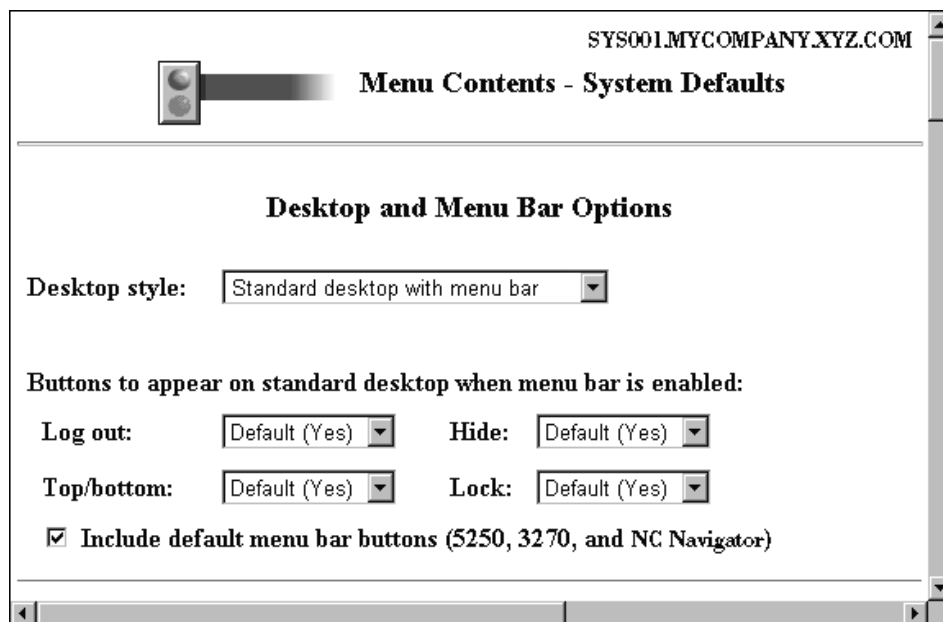 SYS001.MYCOMPANY.XYZ.COM
Menu Contents - System Defaults
Desktop and Menu Bar Options
Desktop style: Standard desktop with menu bar
Buttons to appear on standard desktop when menu bar is enabled:
Log out: Default (Yes) Hide: Default (Yes)
Top/bottom: Default (Yes) Lock: Default (Yes)
Include default menu bar buttons (5250, 3270, and NC Navigator)